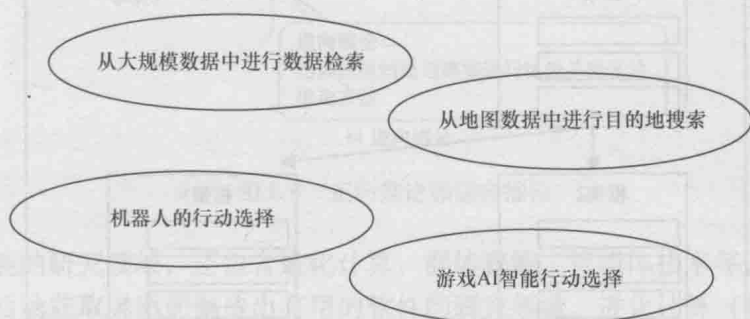 从大规模数据中进行数据检索
从地图数据中进行目的地搜索
机器人的行动选择
游戏AI智能行动选择